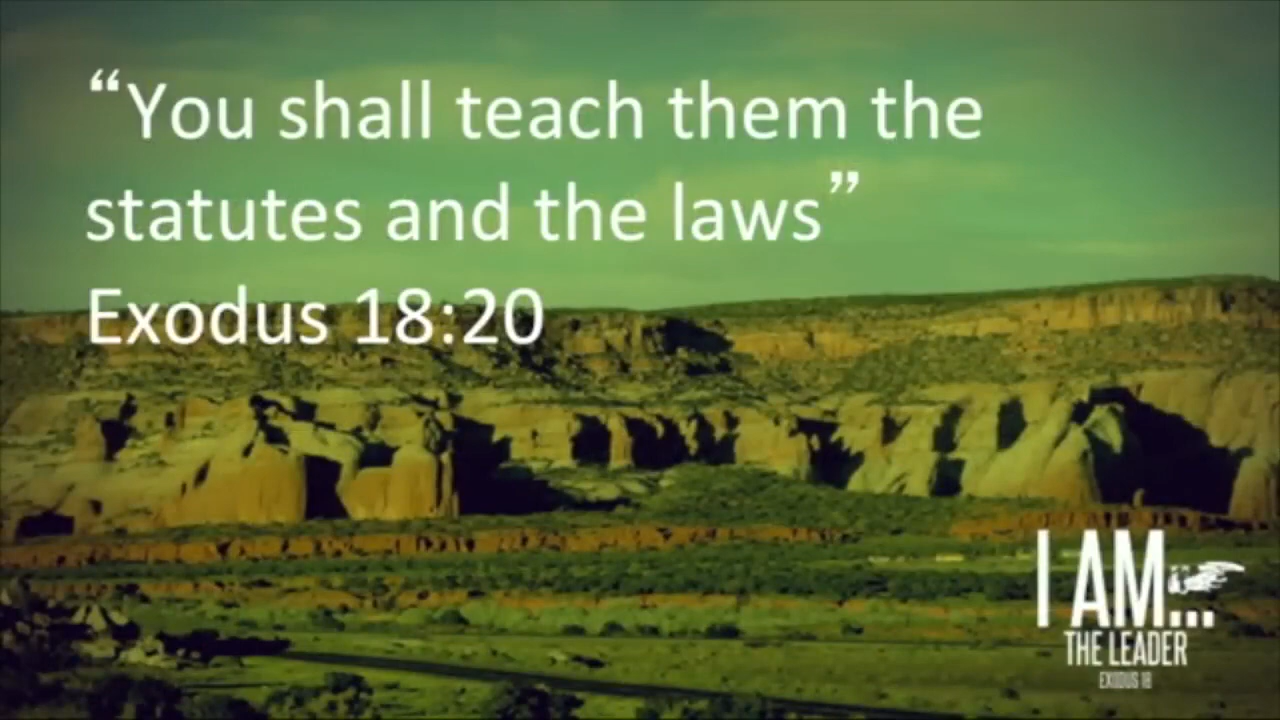 “You shall teach them the
statutes and the laws”
Exodus 18:20
I AM...
THE LEADER
EXODUS 18